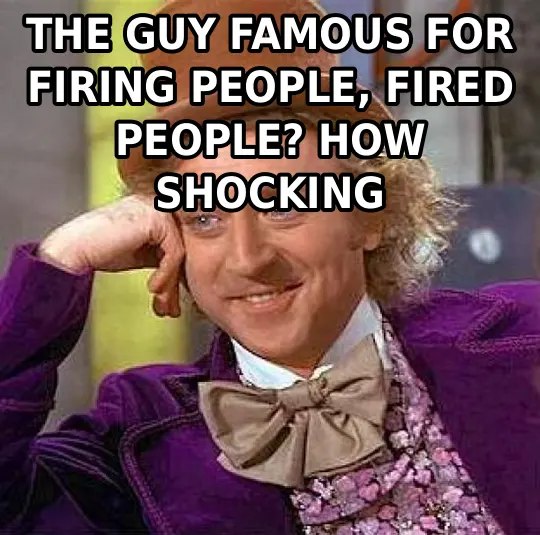 THE GUY FAMOUS FOR
FIRING PEOPLE, FIRED
PEOPLE? HOW
SHOCKING